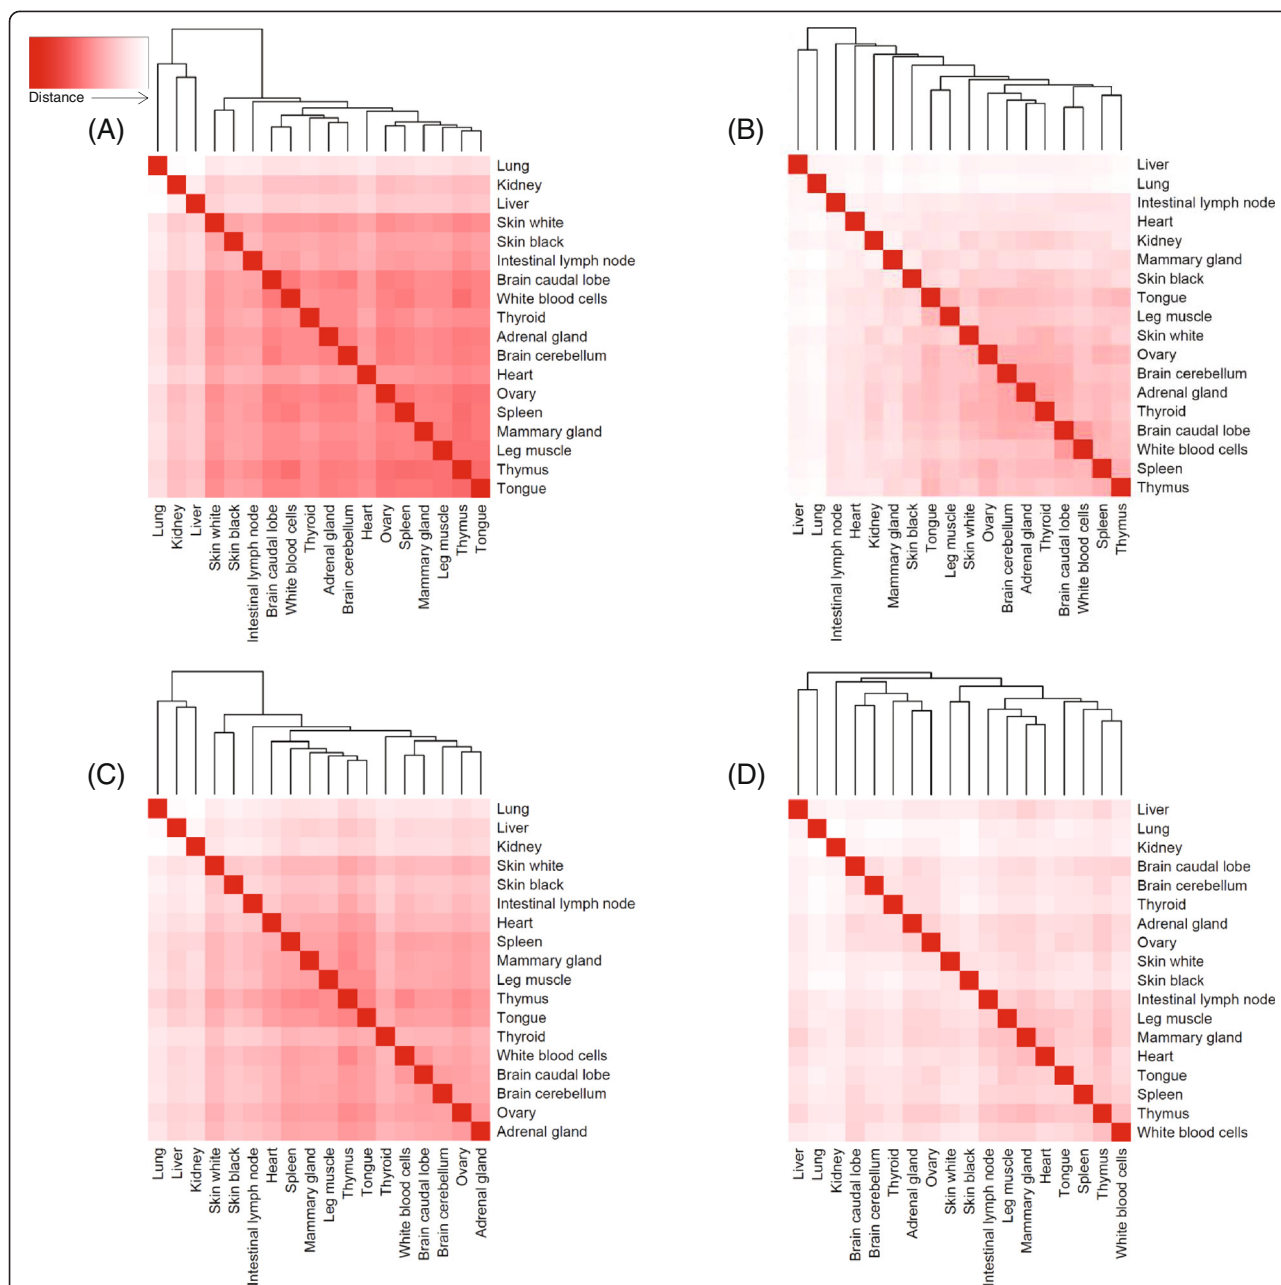 Distance
(A)
Lung
Kidney
Liver
Skin white
Skin black
Intestinal lymph node
Brain caudal lobe
White blood cells
Thyroid
Adrenal gland
Brain cerebellum
Heart
Ovary
Spleen
Mammary gland
Leg muscle
Thymus
Tongue
Lung
Kidney
Liver
Skin white
Skin black
Intestinal lymph node
Brain caudal lobe
White blood cells
Thyroid
Adrenal gland
Brain cerebellum
Heart
Ovary
Spleen
Mammary gland
Leg muscle
Thymus
Tongue
(B)
Liver
Lung
Intestinal lymph node
Heart
Kidney
Mammary gland
Skin black
Tongue
Leg muscle
Skin white
Ovary
Brain cerebellum
Adrenal gland
Thyroid
Brain caudal lobe
White blood cells
Spleen
Thymus
Liver
Lung
Intestinal lymph node
Heart
Kidney
Mammary gland
Skin black
Tongue
Leg muscle
Skin white
Ovary
Brain cerebellum
Adrenal gland
Thyroid
Brain caudal lobe
White blood cells
Spleen
Thymus
(C)
Lung
Liver
Kidney
Skin white
Skin black
Intestinal lymph node
Heart
Spleen
Mammary gland
Leg muscle
Thymus
Tongue
Thyroid
White blood cells
Brain caudal lobe
Brain cerebellum
Ovary
Adrenal gland
Lung
Liver
Kidney
Skin white
Skin black
Intestinal lymph node
Heart
Spleen
Mammary gland
Leg muscle
Thymus
Tongue
Thyroid
White blood cells
Brain caudal lobe
Brain cerebellum
Ovary
Adrenal gland
(D)
Liver
Lung
Kidney
Brain caudal lobe
Brain cerebellum
Thyroid
Adrenal gland
Ovary
Skin white
Skin black
Intestinal lymph node
Leg muscle
Mammary gland
Heart
Tongue
Spleen
Thymus
White blood cells
Liver
Lung
Kidney
Brain caudal lobe
Brain cerebellum
Thyroid
Adrenal gland
Ovary
Skin white
Skin black
Intestinal lymph node
Leg muscle
Mammary gland
Heart
Tongue
Spleen
Thymus
White blood cells